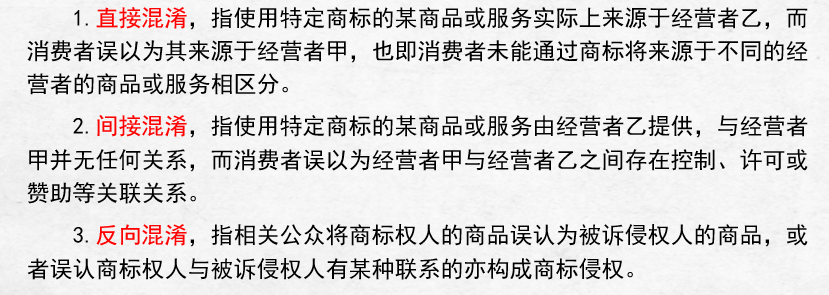 1.直接混淆，指使用特定商标的某商品或服务实际上来源于经营者乙，而
消费者误以为其来源于经营者甲，也即消费者未能通过商标将来源于不同的经
营者的商品或服务相区分。
2.间接混淆，指使用特定商标的某商品或服务由经营者乙提供，与经营者
甲并无任何关系，而消费者误以为经营者甲与经营者乙之间存在控制、许可或
赞助等关联关系。
3.反向混淆，指相关公众将商标权人的商品误认为被诉侵权人的商品，或
者误认商标权人与被诉侵权人有某种联系的亦构成商标侵权。